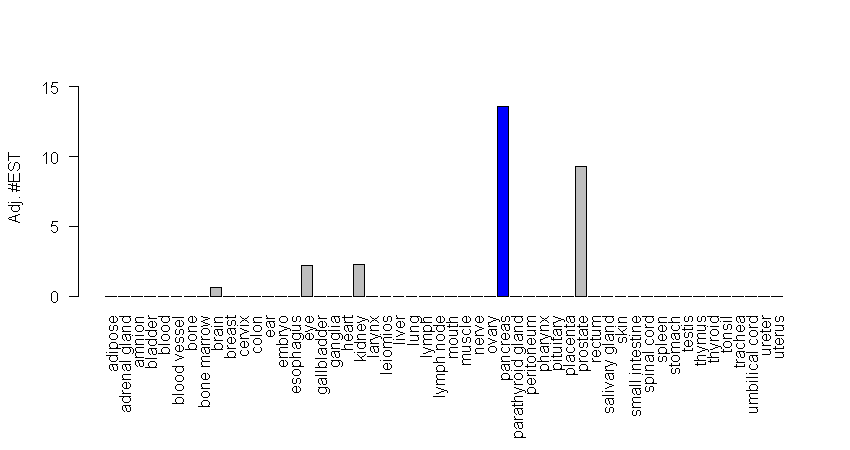 15
10
5
0
Adj. #EST
adipose
adrenal gland
amnion
bladder
blood
blood vessel
bone
bone marrow
brain
breast
cervix
colon
ear
embryo
esophagus
eye
gallbladder
ganglia
heart
kidney
larynx
leiomios
liver
lung
lymph
lymph node
mouth
muscle
nerve
ovary
pancreas
parathyroid gland
peritoneum
pharynx
pituitary
placenta
prostate
rectum
salivary gland
skin
small intestine
spinal cord
spleen
stomach
testis
thymus
thyroid
tonsil
trachea
umbilical cord
ureter
uterus